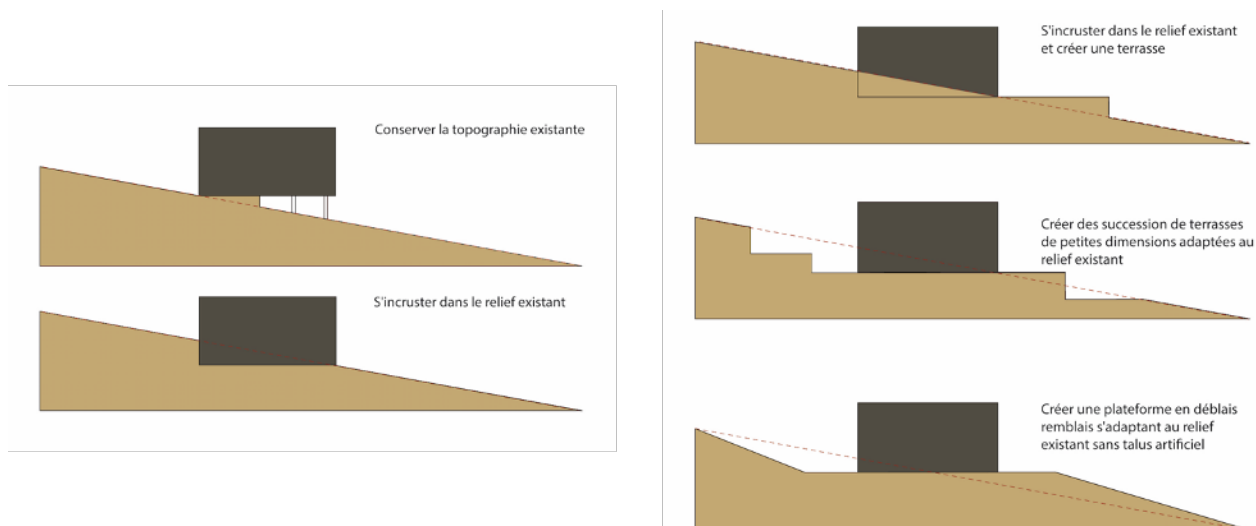 Conserver la topographie existante
S'incruster dans le relief existant
S'incruster dans le relief existant
et créer une terrasse
Créer des succession de terrasses
de petites dimensions adaptées au
relief existant
Créer une plateforme en déblais
remblais s'adaptant au relief
existant sans talus artificiel